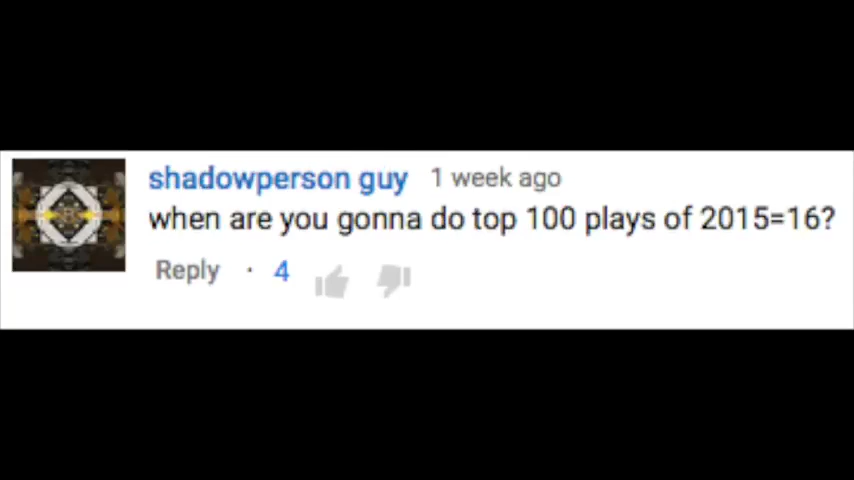 shadowperson guy 1 week ago
when are you gonna do top 100 plays of 2015=16?
Reply · 4